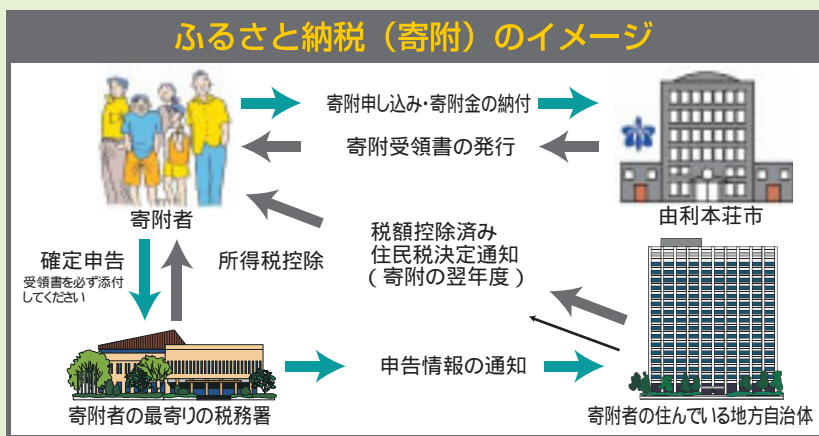 ふるさと納税（寄附）のイメージ
寄附申し込み・寄附金の納付
寄附受領書の発行
寄附者
由利本荘市
確定申告
受領書を必ず添付
してください
所得税控除
税額控除済み
住民税決定通知
（寄附の翌年度）
申告情報の通知
寄附者の最寄りの税務署
寄附者の住んでいる地方自治体